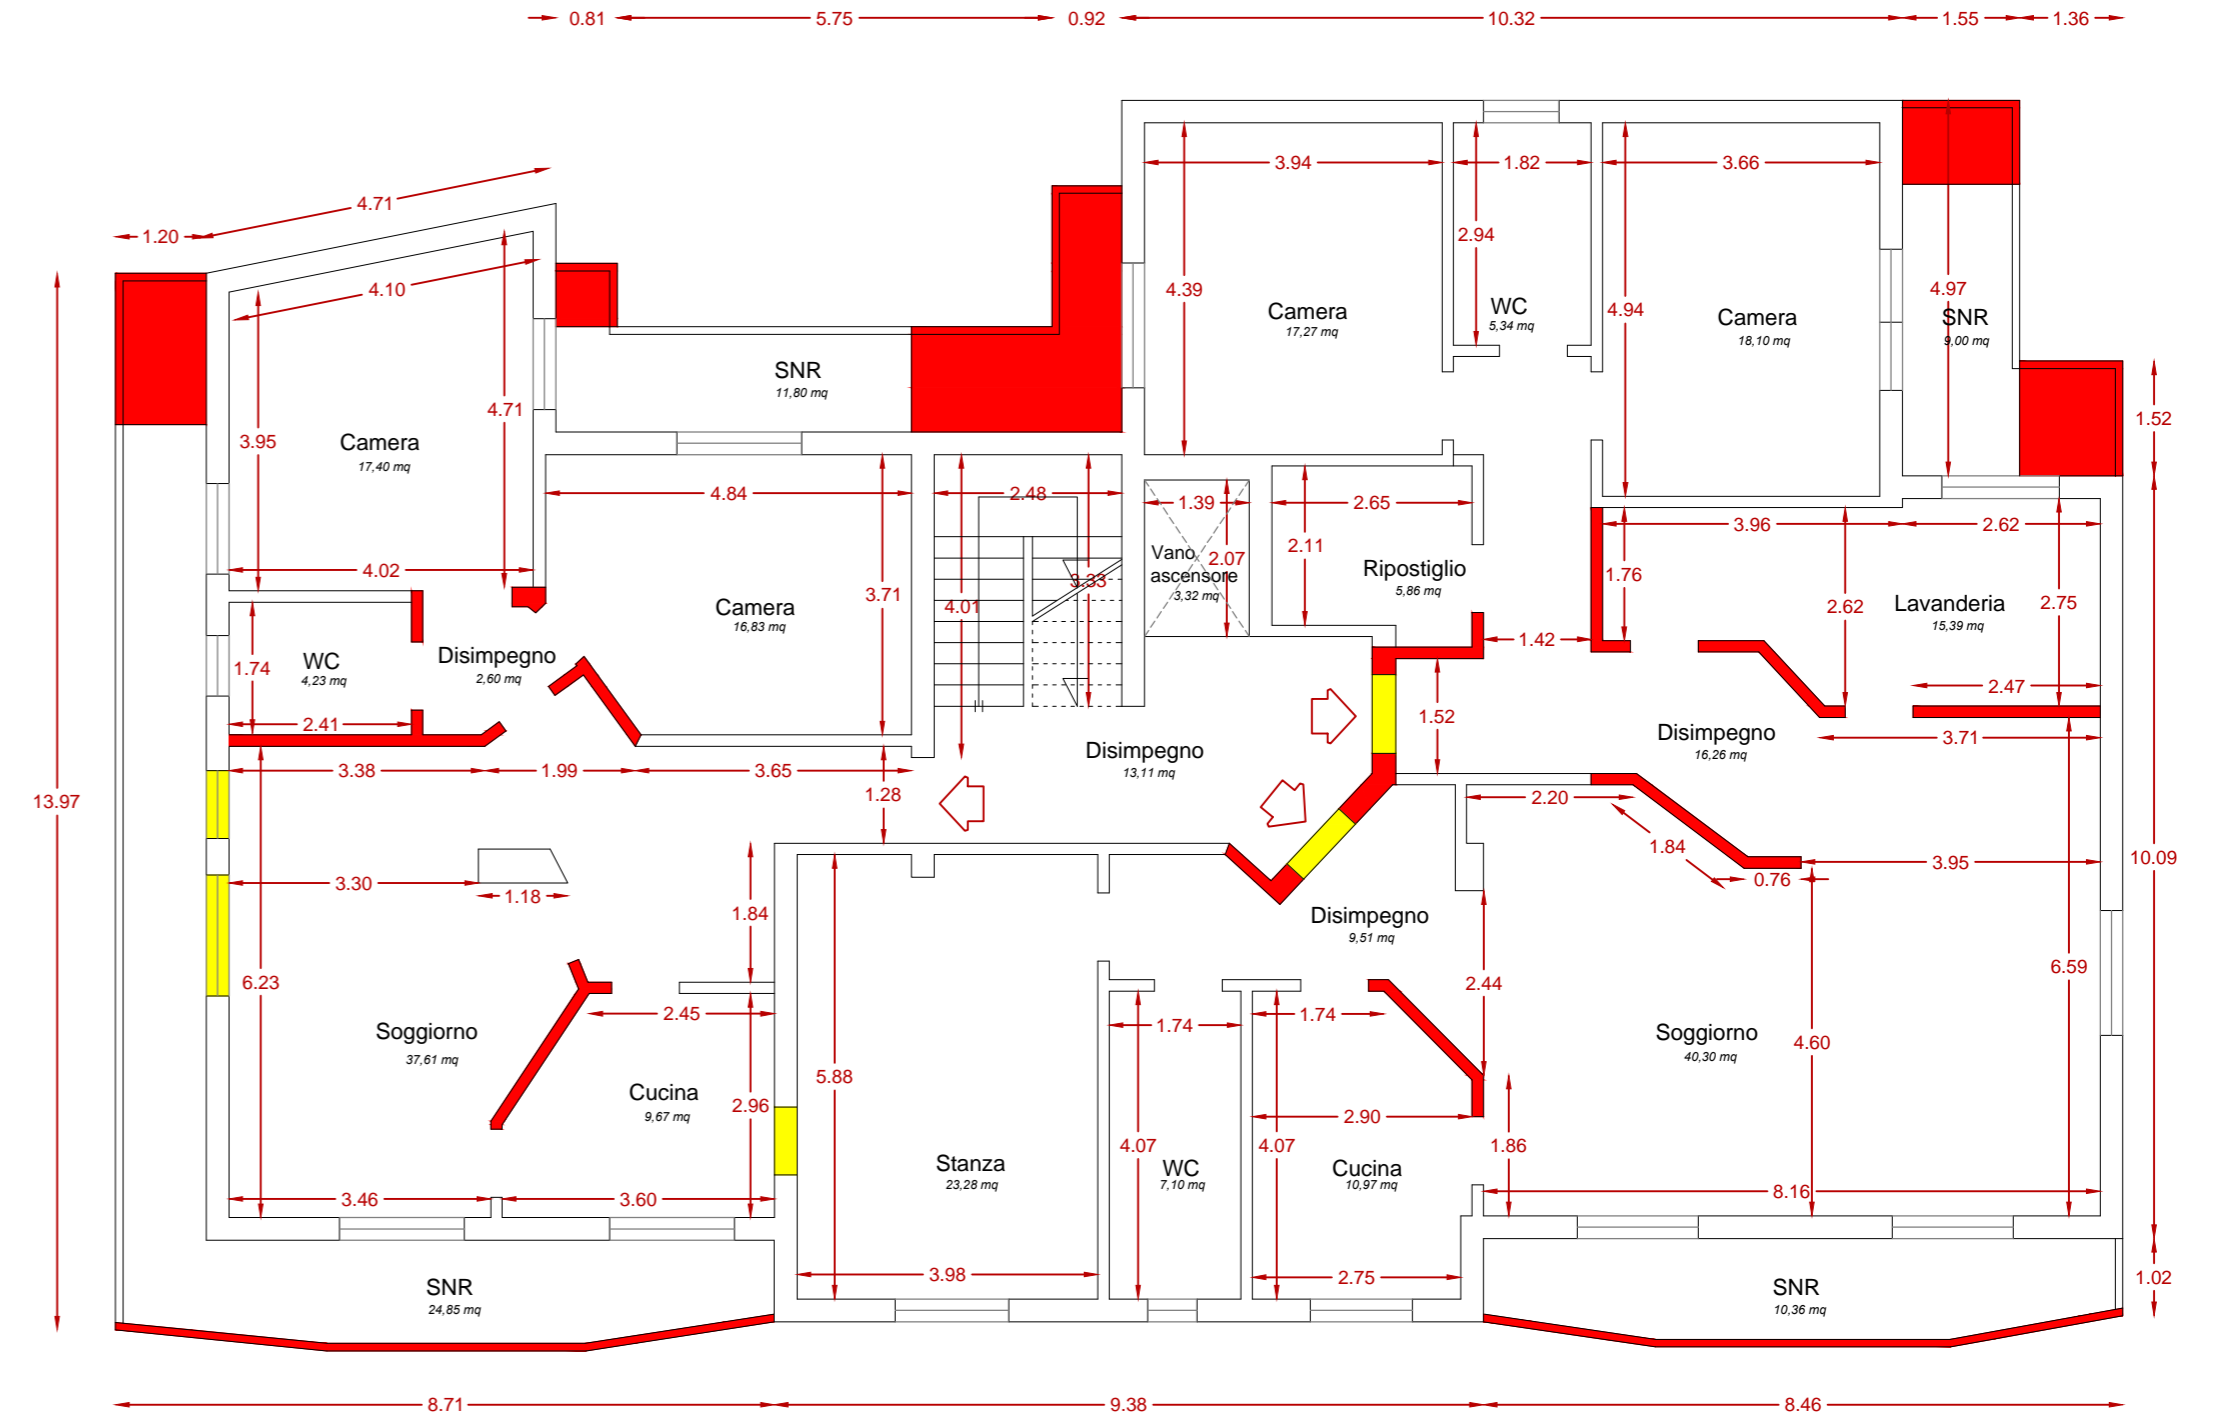 0.81
5.75
0.92
10.32
1.55
1.36
4.71
1.20
4.10
3.94
1.82
3.66
2.94
4.39
4.94
4.97
Camera
17,27 mq
WC
5,34 mq
Camera
18,10 mq
SNR
9,00 mq
SNR
11,80 mq
1.52
4.71
3.95
Camera
17,40 mq
4.84
2.48
1.39
2.65
3.96
2.62
2.11
2.07
Vano
ascensore
3,32 mq
Ripostiglio
5,86 mq
4.02
3.71
3.33
4.01
1.76
2.62
Lavanderia
15,39 mq
2.75
Camera
16,83 mq
1.42
WC
4,23 mq
1.74
Disimpegno
2,60 mq
2.47
2.41
1.52
Disimpegno
16,26 mq
3.71
Disimpegno
13,11 mq
3.38
1.99
3.65
1.28
13.97
2.20
1.84
0.76
3.95
10.09
3.30
1.18
1.84
Disimpegno
9,51 mq
6.23
2.44
6.59
2.45
1.74
1.74
Soggiorno
37,61 mq
Soggiorno
40,30 mq
4.60
5.88
Cucina
9,67 mq
2.96
2.90
4.07
4.07
1.86
Stanza
23,28 mq
WC
7,10 mq
Cucina
10,97 mq
3.46
3.60
8.16
3.98
2.75
1.02
SNR
24,85 mq
SNR
10,36 mq
8.71
9.38
8.46